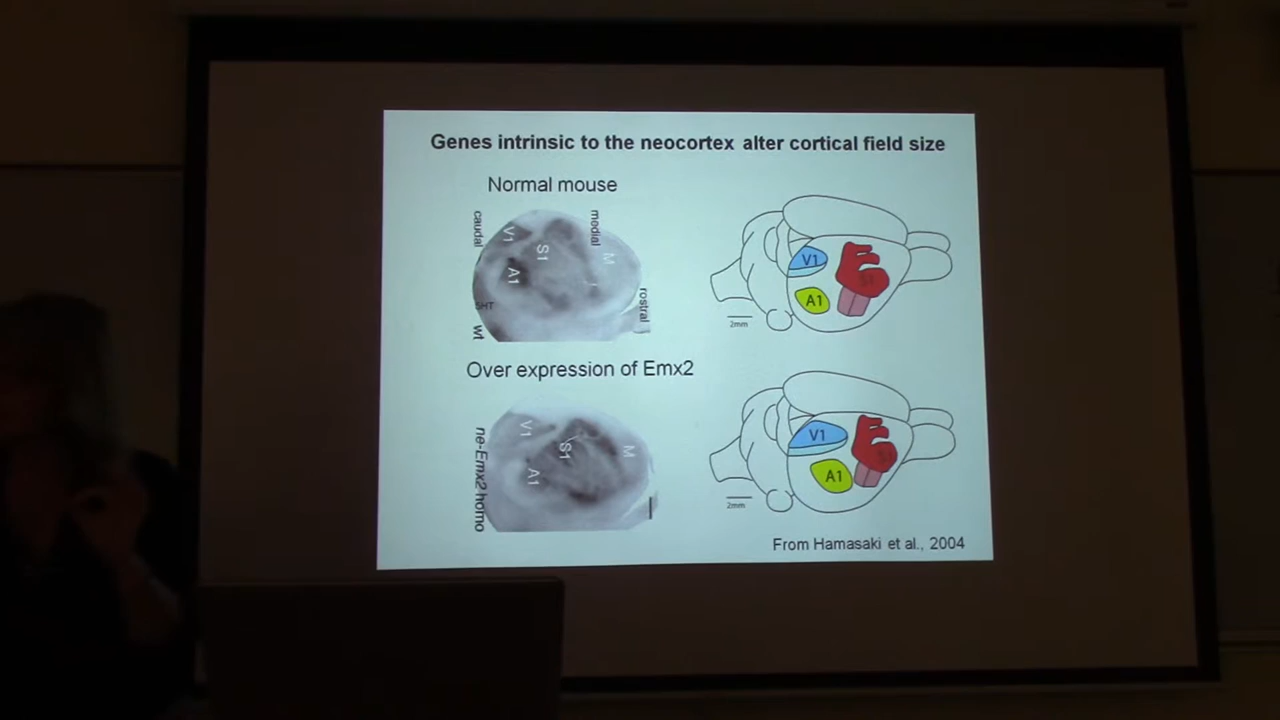 Genes intrinsic to the neocortex alter cortical field size
Normal mouse
caudal
medial
V1
S1
M
A1
5HT
wt
rostral
V1
S1
A1
2mm
Over expression of Emx2
V1
S1
M
A1
ne-Emx2 homo
V1
S1
A1
2mm
From Hamasaki et al., 2004